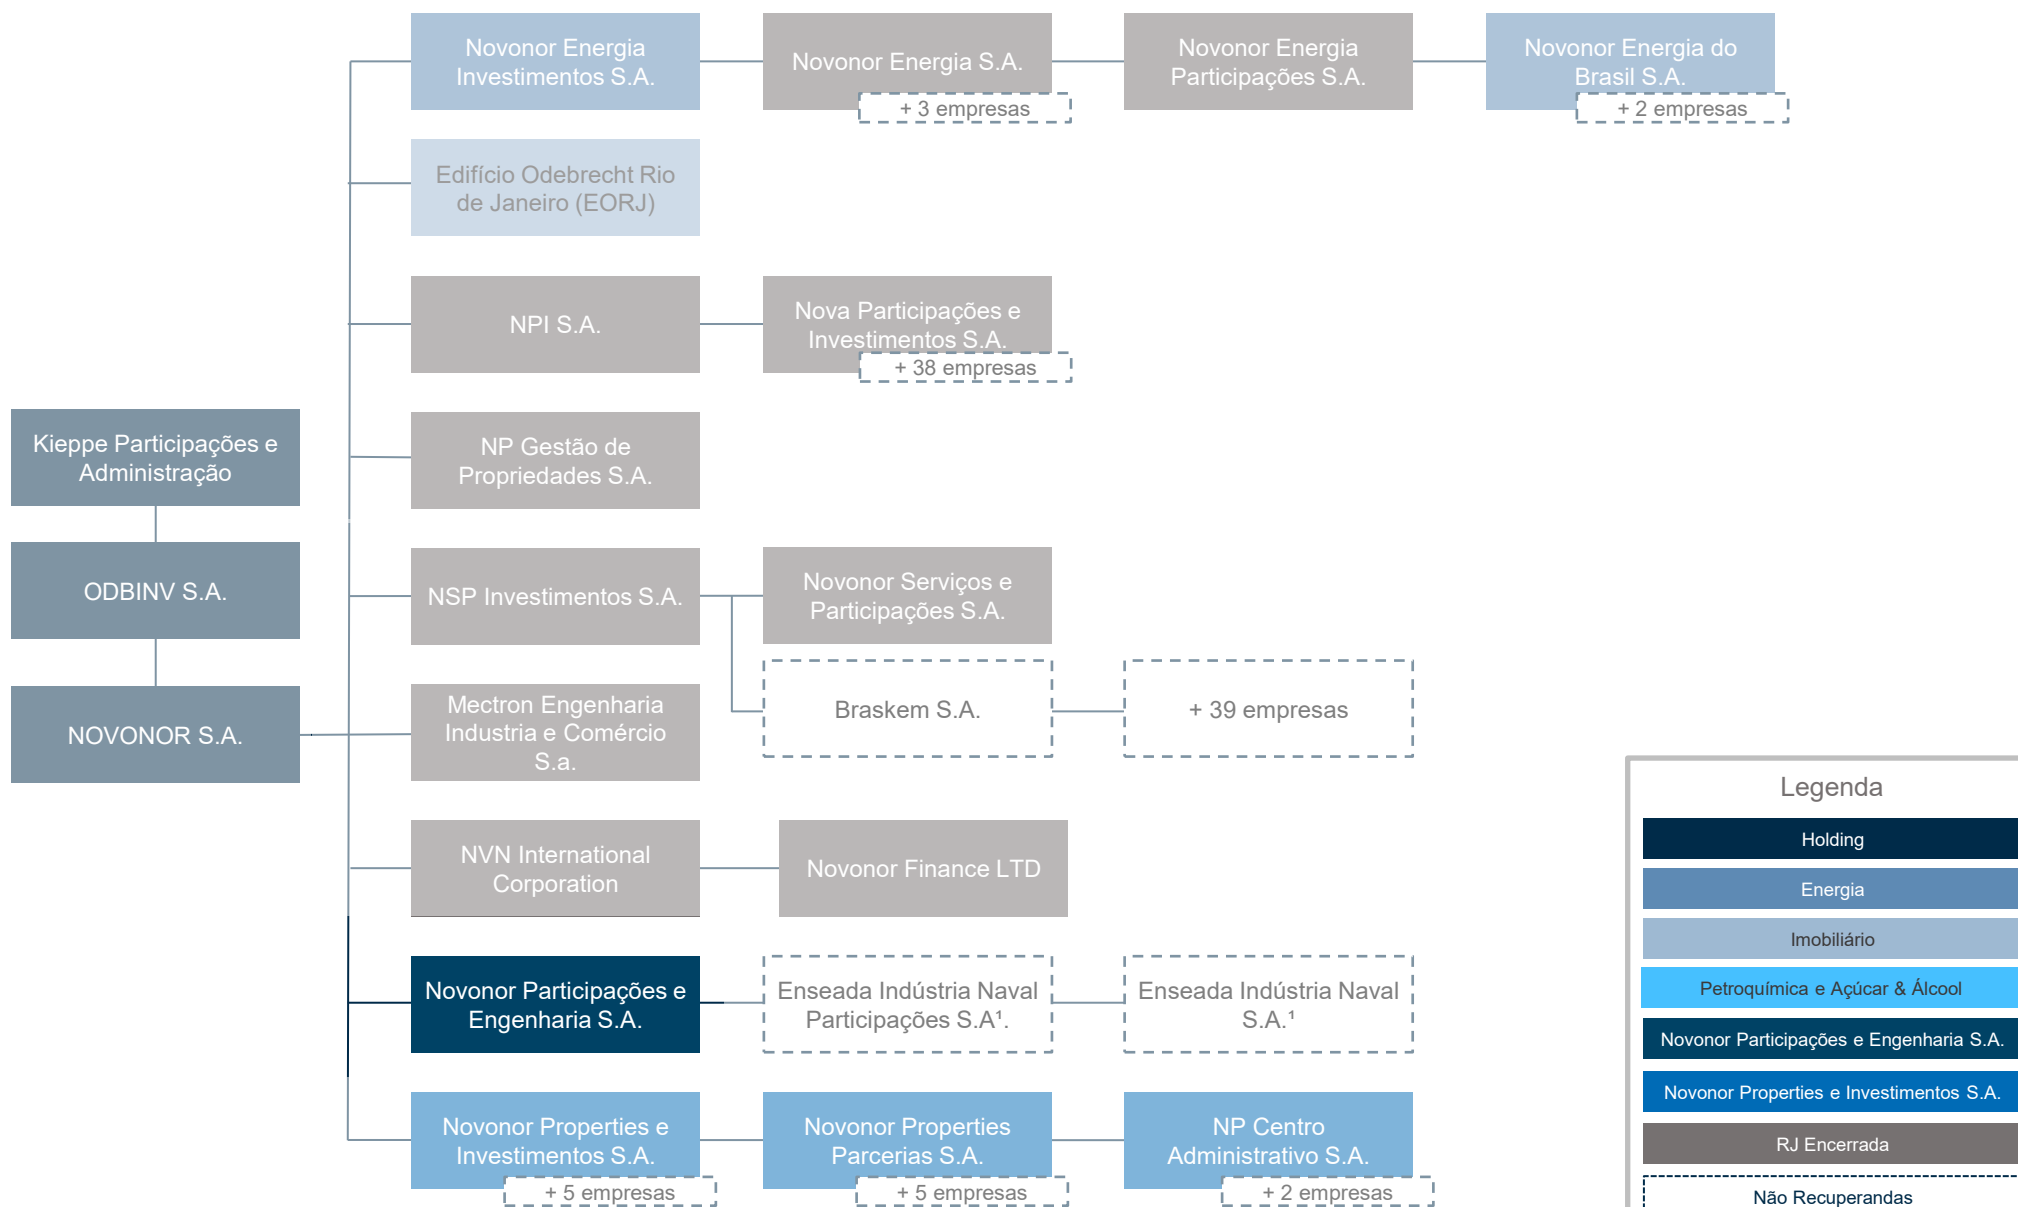 Novonor Energia
Investimentos S.A.
Novonor Energia S.A.
+ 3 empresas
Novonor Energia
Participações S.A.
Novonor Energia do
Brasil S.A.
+ 2 empresas
Edifício Odebrecht Rio
de Janeiro (EORJ)
NPI S.A.
Nova Participações e
Investimentos S.A.
+ 38 empresas
Kieppe Participações e
Administração
NP Gestão de
Propriedades S.A.
ODBINV S.A.
NSP Investimentos S.A.
Novonor Serviços e
Participações S.A.
Braskem S.A.
+ 39 empresas
NOVONOR S.A.
Mectron Engenharia
Industria e Comércio
S.a.
NVN International
Corporation
Novonor Finance LTD
Novonor Participações e
Engenharia S.A.
Enseada Indústria Naval
Participações S.A¹.
Enseada Indústria Naval
S.A.¹
Novonor Properties e
Investimentos S.A.
+ 5 empresas
Novonor Properties
Parcerias S.A.
+ 5 empresas
NP Centro
Administrativo S.A.
+ 2 empresas
Legenda
Holding
Energia
Imobiliário
Petroquímica e Açúcar & Álcool
Novonor Participações e Engenharia S.A.
Novonor Properties e Investimentos S.A.
RJ Encerrada
Não Recuperandas